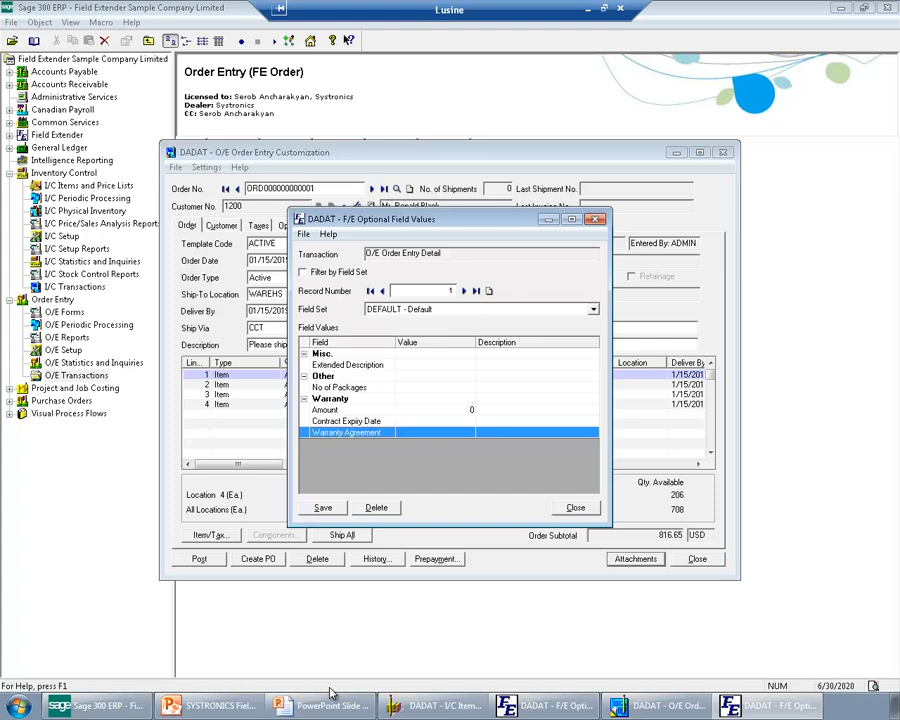 Sage 300 ERP - Field Extender Sample Company Limited
Lusine
File Object View Macro Help
Field Extender Sample Company Limited
Accounts Payable
Accounts Receivable
Administrative Services
Canadian Payroll
Common Services
Field Extender
General Ledger
Intelligence Reporting
Inventory Control
I/C Items and Price Lists
I/C Periodic Processing
I/C Physical Inventory
I/C Price/Sales Analysis Reports
I/C Setup
I/C Setup Reports
I/C Statistics and Inquiries
I/C Stock Control Reports
I/C Transactions
Order Entry
O/E Forms
O/E Periodic Processing
O/E Reports
O/E Setup
O/E Statistics and Inquiries
O/E Transactions
Project and Job Costing
Purchase Orders
Visual Process Flows
Order Entry (FE Order)
Licensed to: Serob Ancharakyan, Systronics
Dealer: Systronics
CC: Serob Ancharakyan
DADAT - O/E Order Entry Customization
File Settings Help
Order No. ORD000000000001 No. of Shipments 0 Last Shipment No.
Customer No. 1200 Mr. Ronald Black Last Invoice No.
Order Customer Taxes
Template Code ACTIVE Entered By: ADMIN
Order Date 01/15/201
Order Type Active Retainage
Ship-To Location WAREHS
Deliver By 01/15/201
Ship Via CCT
Description Please ship
Lin... Type Location Deliver By
1 Item 1/15/201
2 Item 1/15/201
3 Item 1/15/201
4 Item 1/15/201
Qty. Available
Location 4 (Ea.) 206
All Locations (Ea.) 708
Item/Tax... Components... Ship All Order Subtotal 816.65 USD
Post Create PO Delete History... Prepayment... Attachments Close
DADAT - F/E Optional Field Values
File Help
Transaction O/E Order Entry Detail
Filter by Field Set
Record Number 1
Field Set DEFAULT - Default
Field Values
Field Value Description
Misc.
Extended Description
Other
No of Packages
Warranty
Amount 0
Contract Expiry Date
Warranty Agreement
Save Delete Close
For Help, press F1 NUM 6/30/2020
Sage 300 ERP - Fi... SYSTRONICS Fiel... PowerPoint Slide ... DADAT - I/C Item... DADAT - F/E Opti... DADAT - O/E Ord... DADAT - F/E Opti...